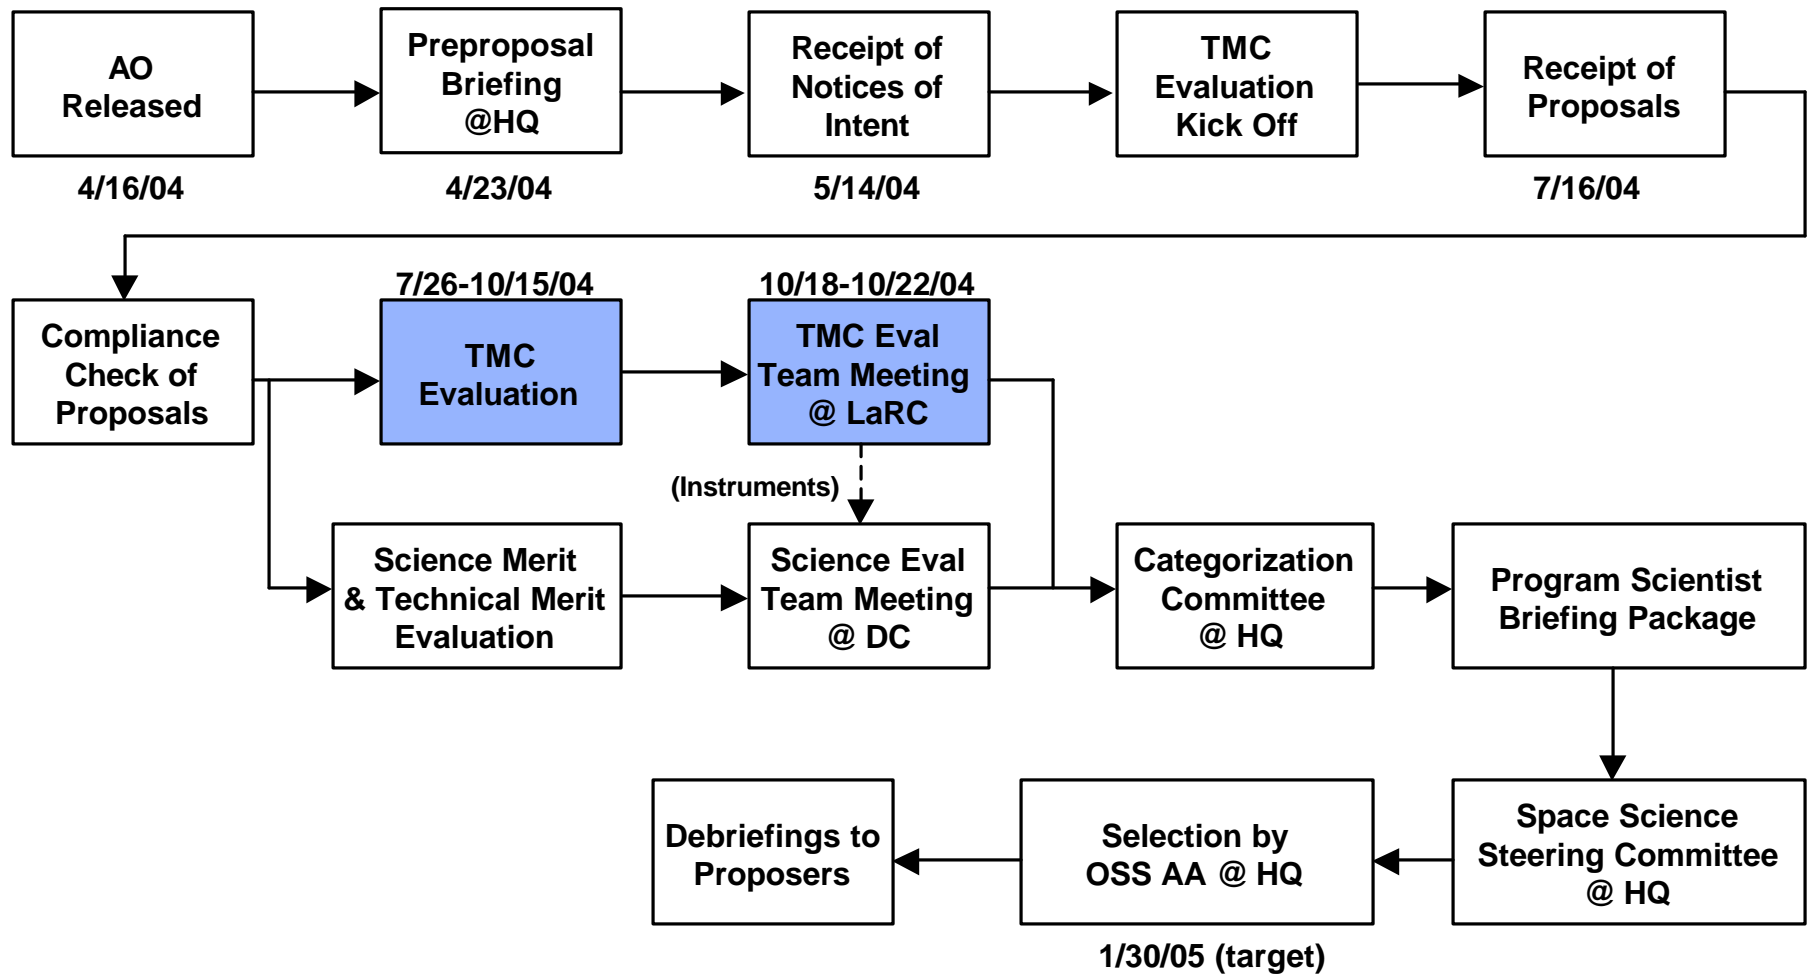 AO
Released
Preproposal
Briefing
@HQ
Receipt of
Notices of
Intent
TMC
Evaluation
Kick Off
Receipt of
Proposals
4/16/04
4/23/04
5/14/04
7/16/04
7/26-10/15/04
10/18-10/22/04
Compliance
Check of
Proposals
TMC
Evaluation
TMC Eval
Team Meeting
@ LaRC
(Instruments)
Science Merit
& Technical Merit
Evaluation
Science Eval
Team Meeting
@ DC
Categorization
Committee
@ HQ
Program Scientist
Briefing Package
Debriefings to
Proposers
Selection by
OSS AA @ HQ
Space Science
Steering Committee
@ HQ
1/30/05 (target)